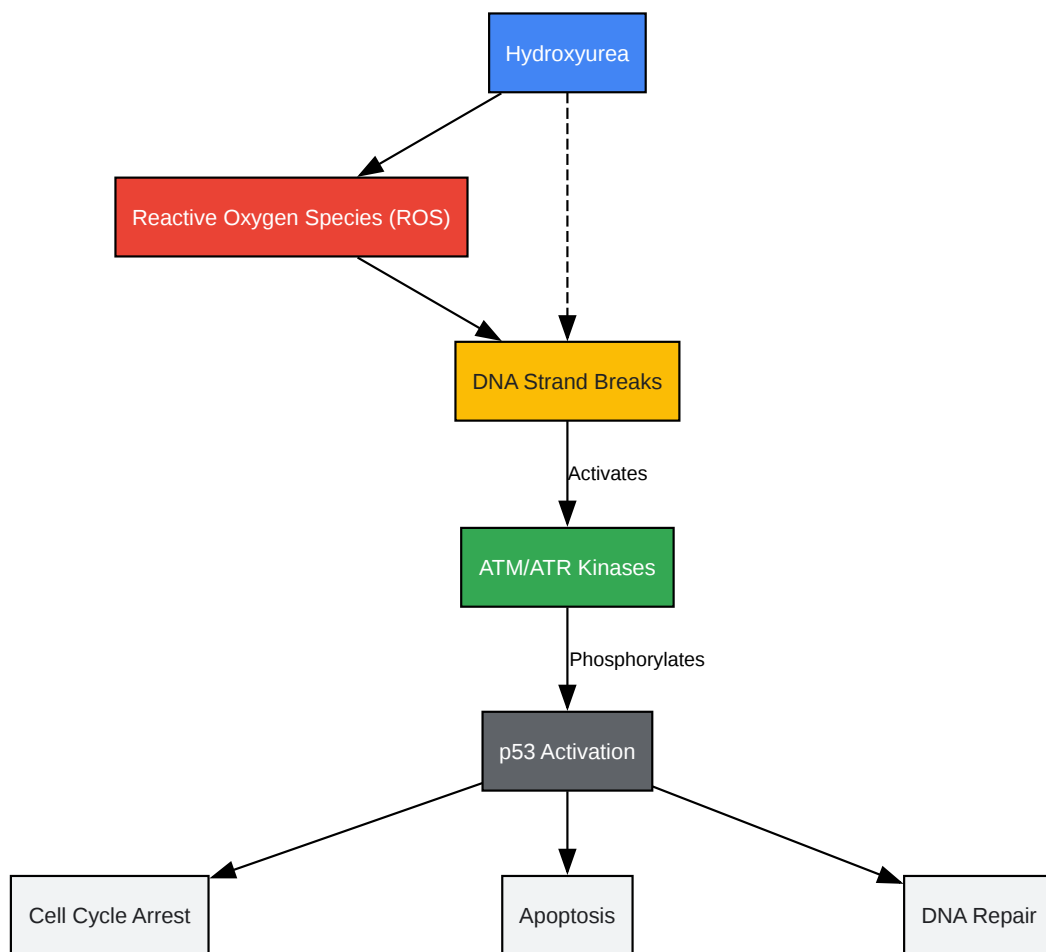 Hydroxyurea
Reactive Oxygen Species (ROS)
DNA Strand Breaks
Activates
ATM/ATR Kinases
Phosphorylates
p53 Activation
Cell Cycle Arrest
Apoptosis
DNA Repair